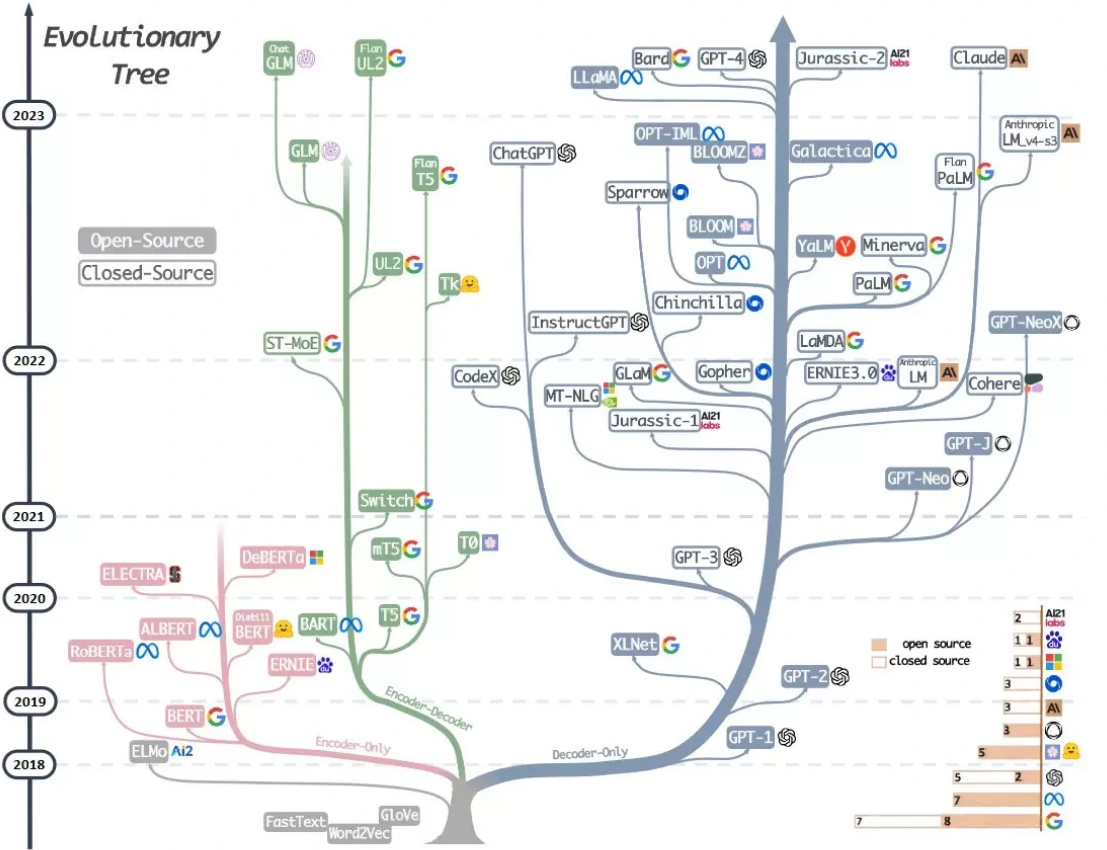 Evolutionary
Tree
2023
2022
2021
2020
2019
2018
Open-Source
Closed-Source
Chat
GLM
Flan
UL2
GLM
Flan
T5
UL2
Tk
ST-MoE
Switch
mT5
T0
BART
T5
DeBERTa
ELECTRA
ALBERT
Distill
BERT
RoBERTa
ERNIE
BERT
ELMo
Ai2
FastText
Word2Vec
GloVe
Encoder-Only
Encoder-Decoder
Decoder-Only
LLaMA
Bard
GPT-4
Jurassic-2
AI21
labs
Claude
A\
OPT-IML
BLOOMZ
Galactica
Anthropic
LM_v4-s3
A\
ChatGPT
Sparrow
Flan
PaLM
BLOOM
YaLM
Y
Minerva
OPT
PaLM
Chinchilla
InstructGPT
GPT-NeoX
LaMDA
CodeX
GLaM
Gopher
ERNIE3.0
du
Anthropic
LM
A\
Cohere
MT-NLG
Jurassic-1
AI21
labs
GPT-J
GPT-Neo
GPT-3
XLNet
GPT-2
GPT-1
open source
closed source
2
AI21
labs
1 1
1 1
3
3
A\
3
5
5 2
7
7 8